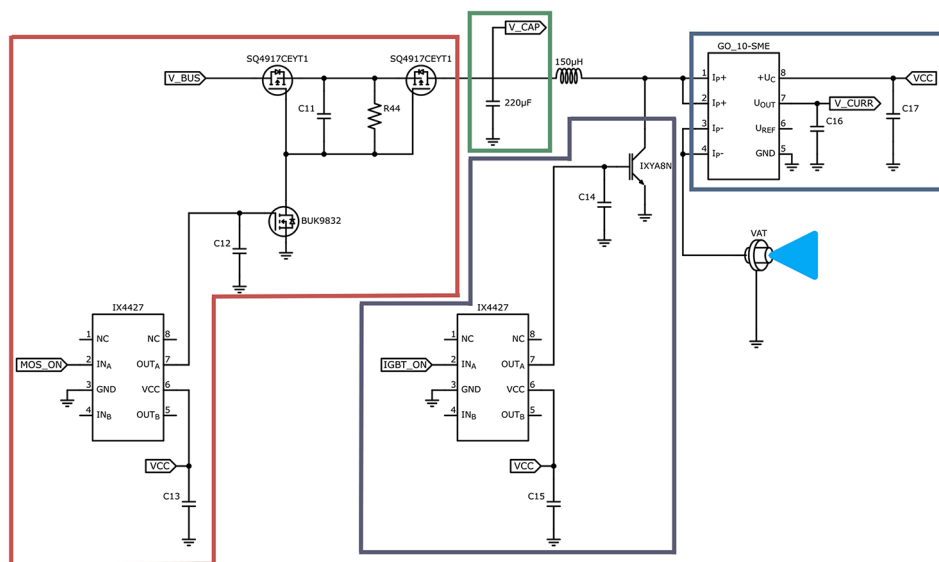 V_CAP
SQ4917CEYT1
SQ4917CEYT1
V_BUS
C11
R44
220µF
150µH
GO_10-SME
1 IP+ +UC 8
VCC
2 IP+ UOUT 7
V_CURR
3 IP- UREF 6
4 IP- GND 5
C16
C17
IXYA8N
C14
BUK9832
C12
VAT
IX4427
1 NC NC 8
MOS_ON
2 INA OUTA 7
3 GND VCC 6
4 INB OUTB 5
VCC
C13
IX4427
1 NC NC 8
IGBT_ON
2 INA OUTA 7
3 GND VCC 6
4 INB OUTB 5
VCC
C15